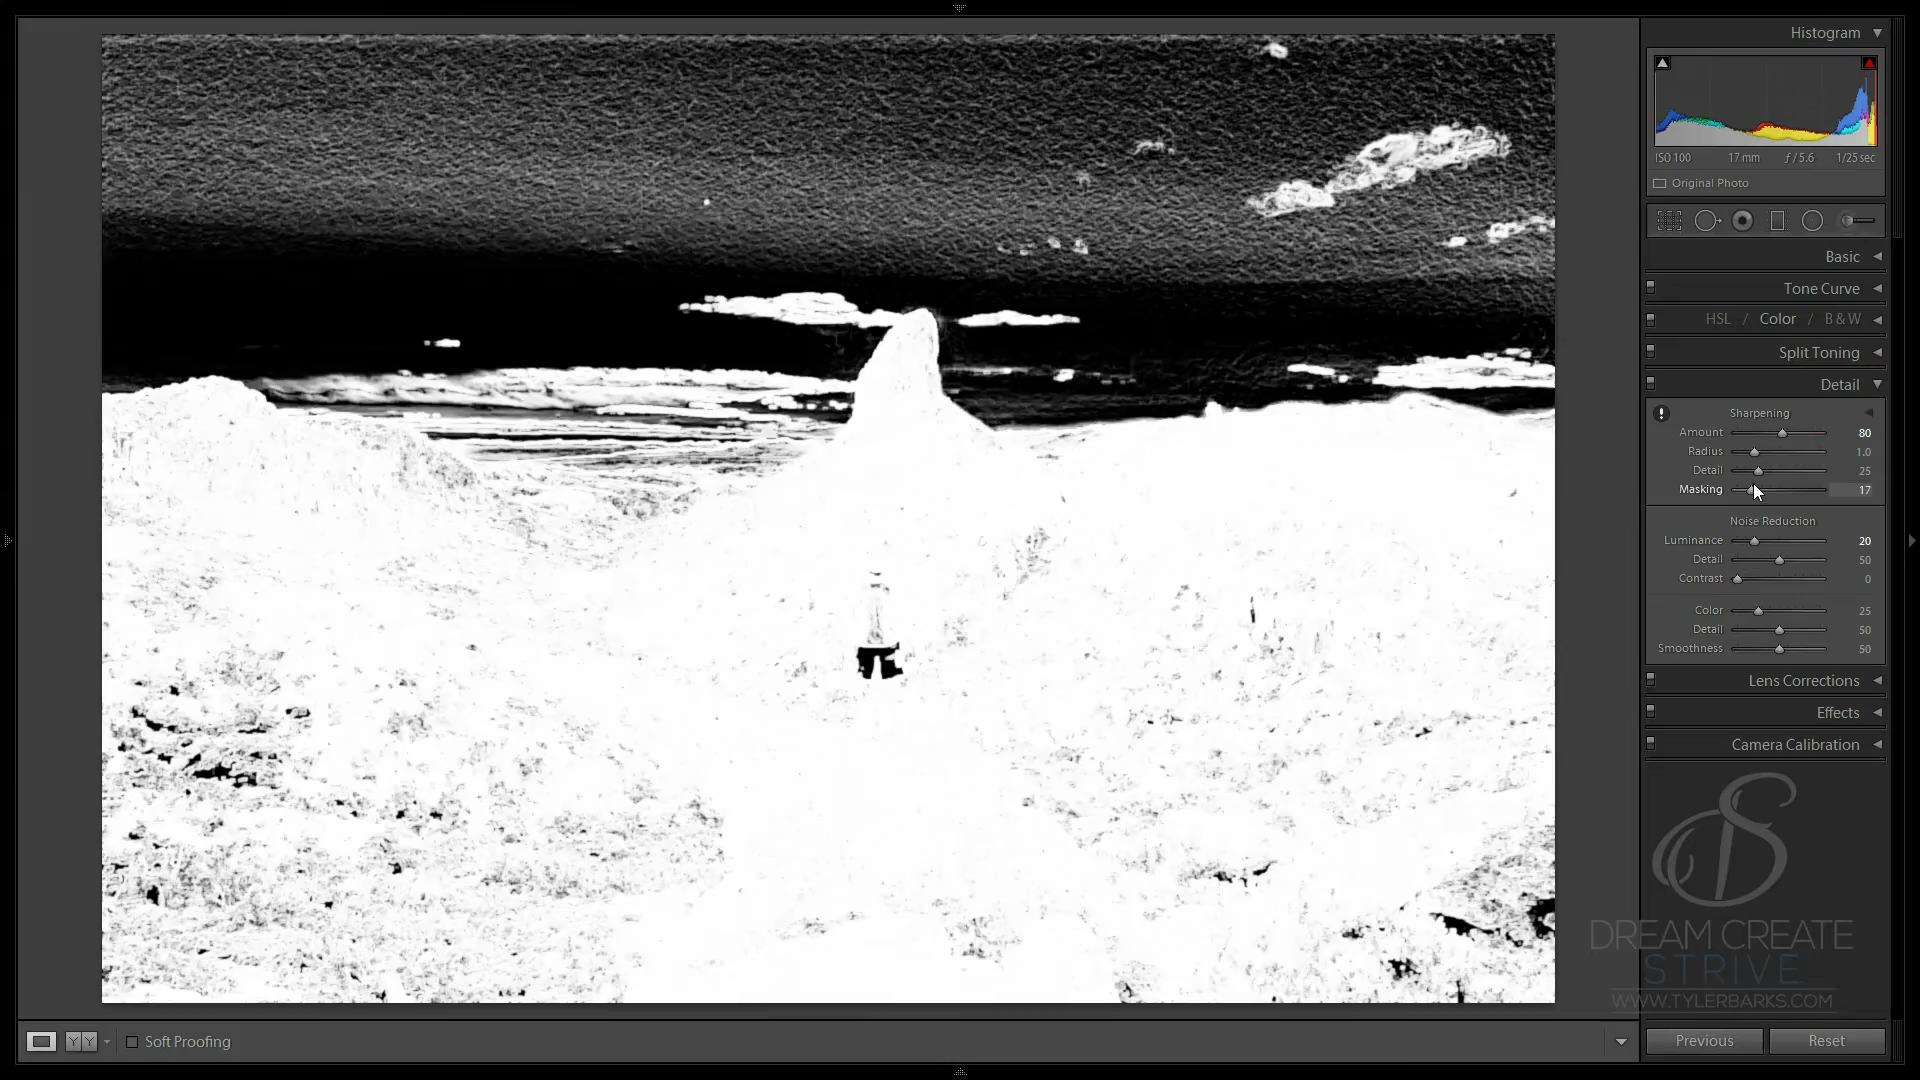 Histogram
ISO 100 17 mm ƒ / 5.6 1/25 sec
Original Photo
Basic
Tone Curve
HSL / Color / B & W
Split Toning
Detail
Sharpening
Amount 80
Radius 1.0
Detail 25
Masking 17
Noise Reduction
Luminance 20
Detail 50
Contrast 0
Color 25
Detail 50
Smoothness 50
Lens Corrections
Effects
Camera Calibration
DREAM CREATE
STRIVE
WWW.TYLERBARKS.COM
Y Y Soft Proofing
Previous Reset